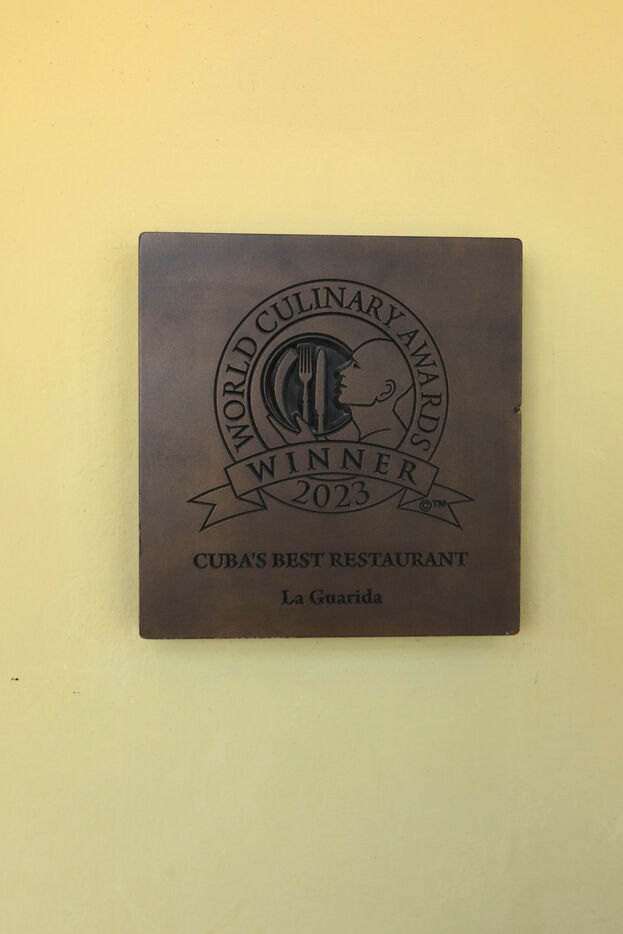 WORLD CULINARY AWARDS
WINNER
2023
©™
CUBA'S BEST RESTAURANT
La Guarida